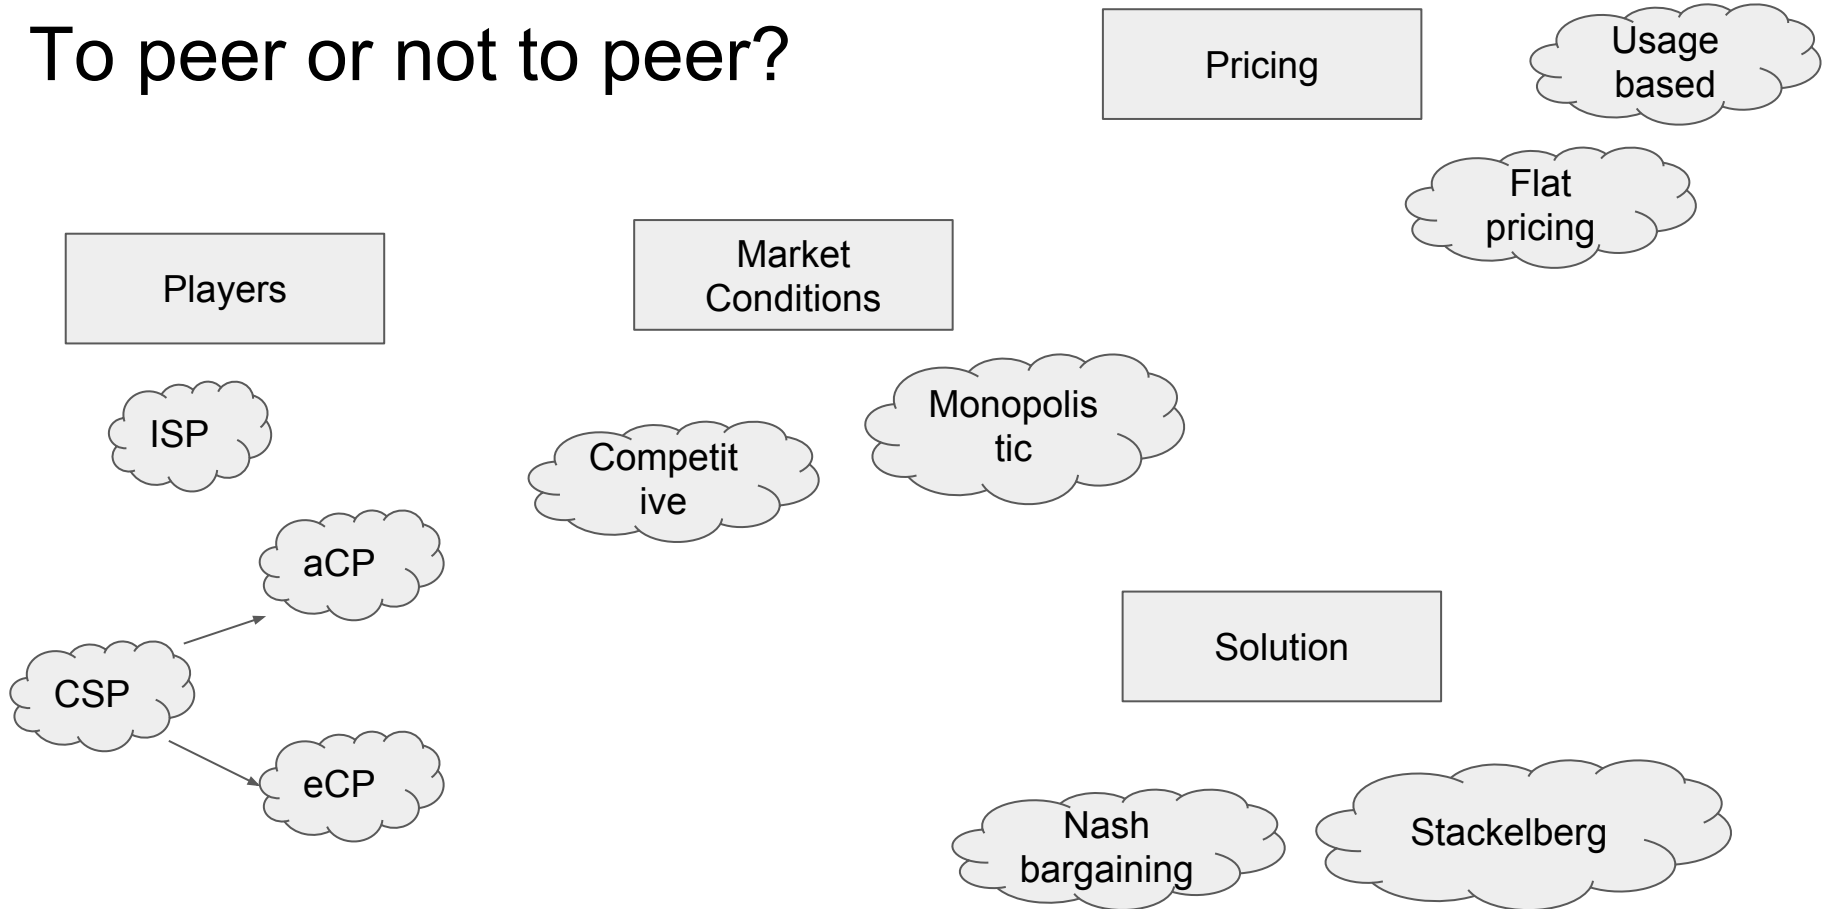 To peer or not to peer?
Pricing
Usage
based
Flat
pricing
Players
Market
Conditions
ISP
Competit
ive
Monopolis
tic
aCP
CSP
eCP
Solution
Nash
bargaining
Stackelberg